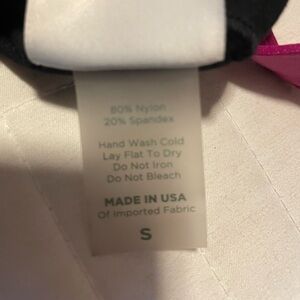 80% Nylon
20% Spandex
Hand Wash Cold
Lay Flat To Dry
Do Not Iron
Do Not Bleach
MADE IN USA
Of Imported Fabric
S